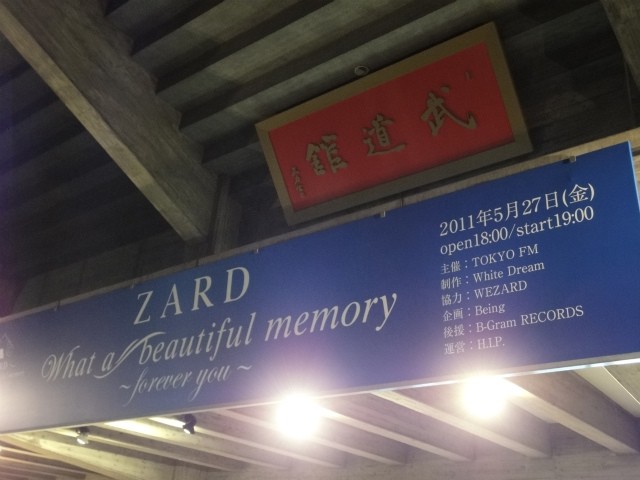 武道館
ZARD
What a beautiful memory
~forever you~
2011年5月27日(金)
open18:00/start19:00
主催：TOKYO FM
制作：White Dream
協力：WEZARD
企画：Being
後援：B-Gram RECORDS
運営：H.I.P.